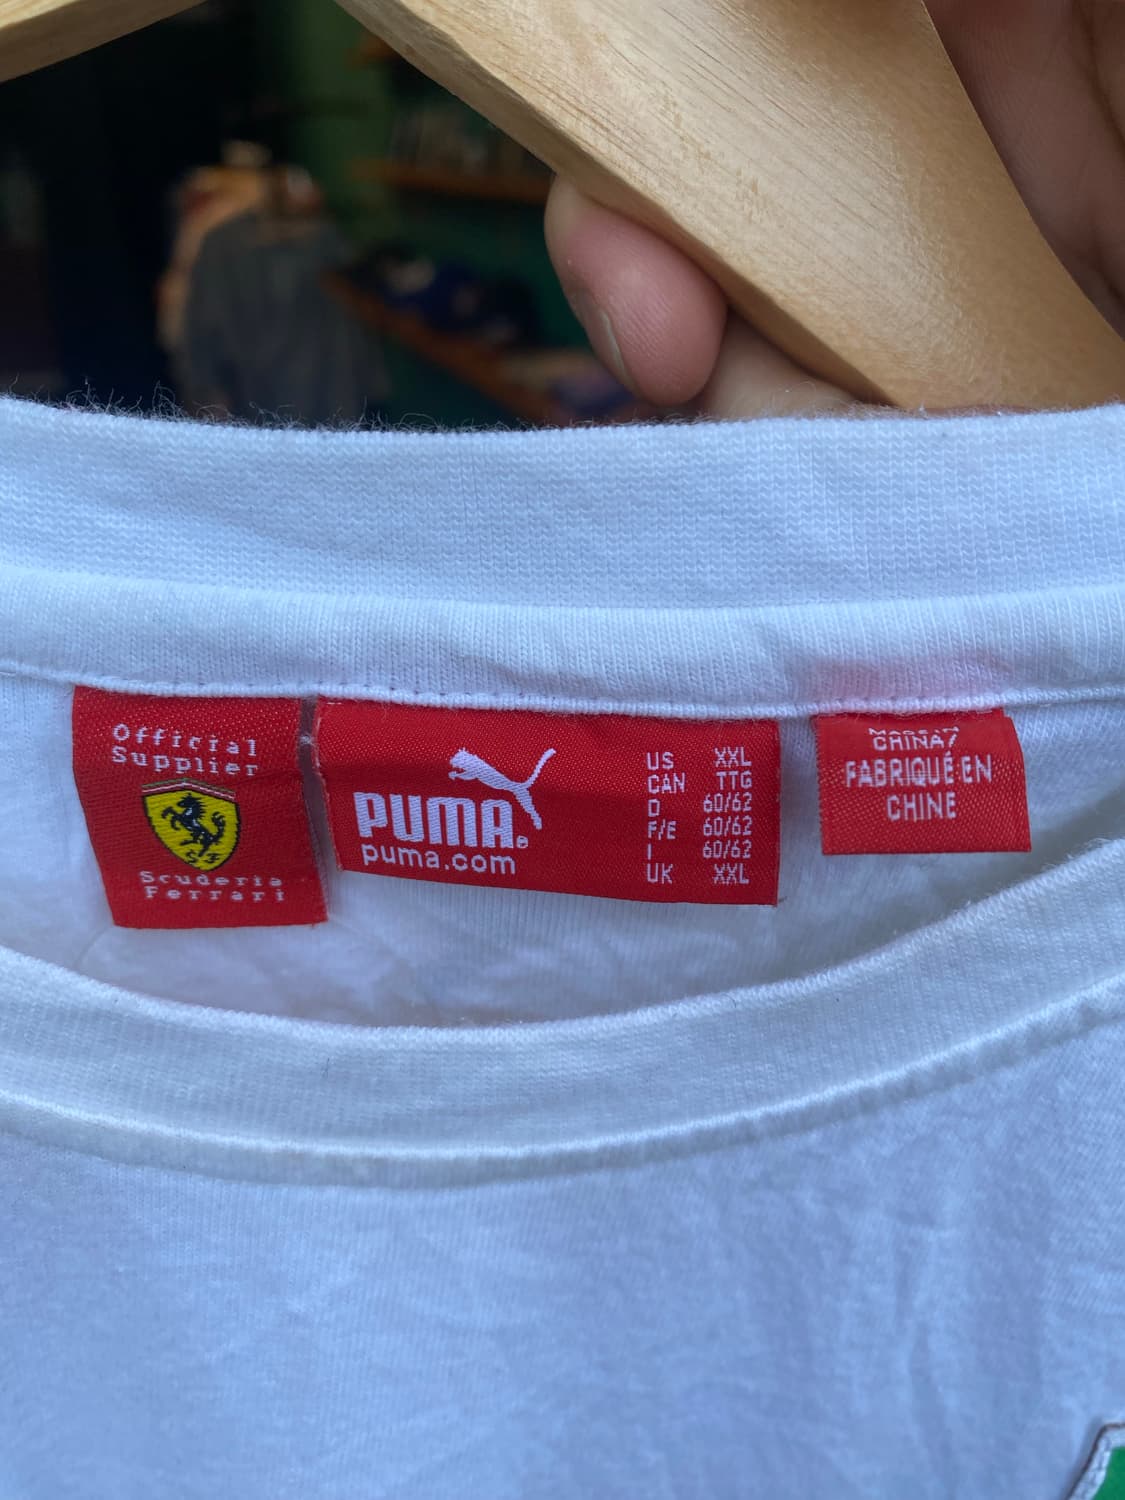 Official
Supplier
S F
Scuderia
Ferrari
PUMA®
puma.com
US XXL
CAN TTG
D 60/62
F/E 60/62
I 60/62
UK XXL
CHINA/
FABRIQUÉ EN
CHINE